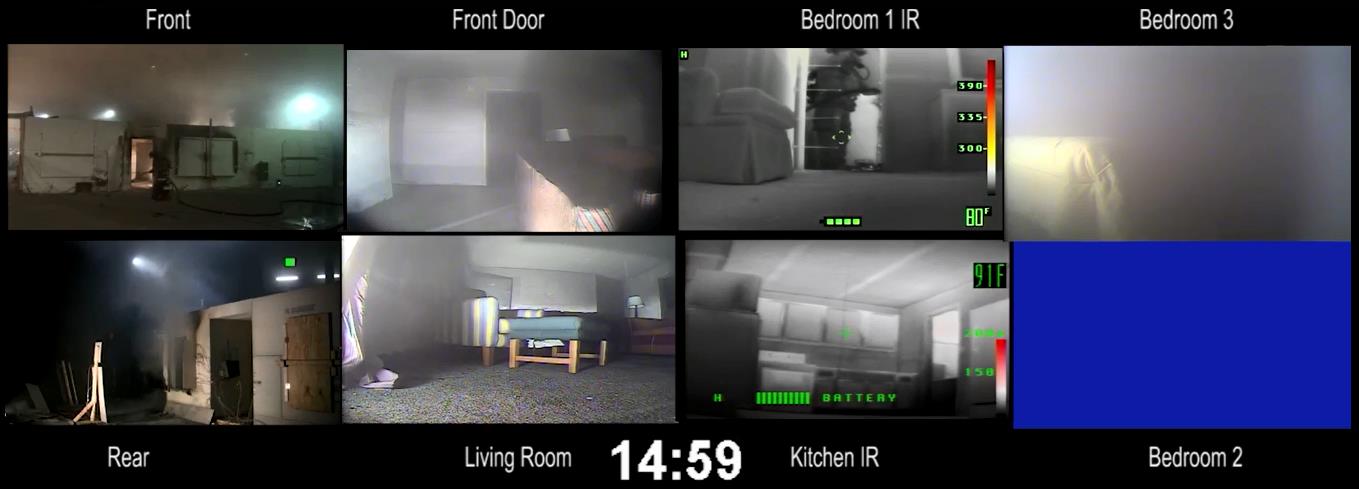 Front
Front Door
Bedroom 1 IR
Bedroom 3
H
390-
335-
300-
80F
91F
150
H
BATTERY
Rear
Living Room
14:59
Kitchen IR
Bedroom 2